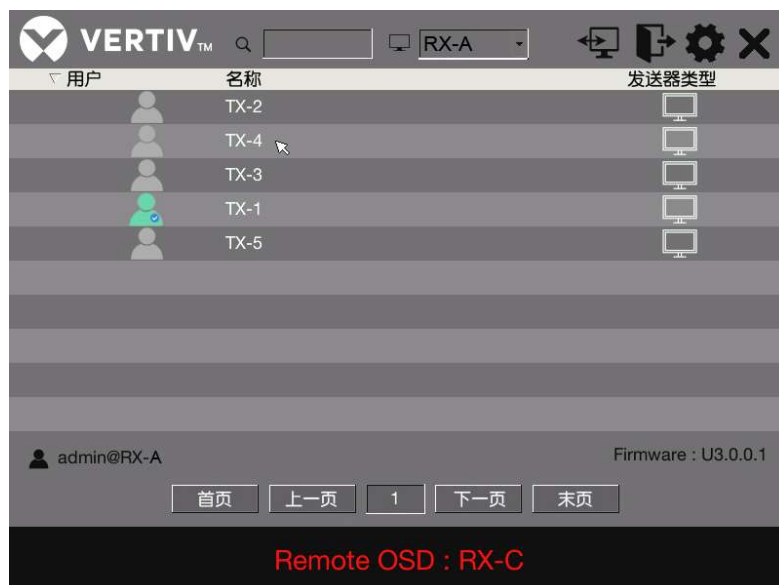 VERTIV™ RX-A
用户 名称 发送器类型
TX-2
TX-4
TX-3
TX-1
TX-5
admin@RX-A Firmware : U3.0.0.1
首页 上一页 1 下一页 末页
Remote OSD : RX-C